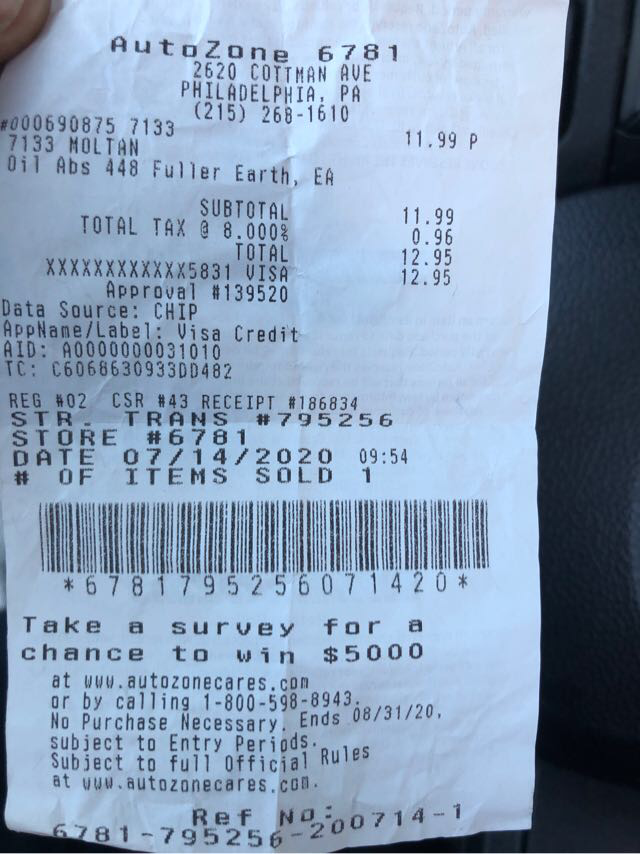 AutoZone 6781
2620 COTTMAN AVE
PHILADELPHIA, PA
(215) 268-1610
#000690875 7133
7133 MOLTAN 11.99 P
Oil Abs 448 Fuller Earth, EA
SUBTOTAL 11.99
TOTAL TAX @ 8.000% 0.96
TOTAL 12.95
XXXXXXXXXXXX5831 VISA 12.95
Approval #139520
Data Source: CHIP
AppName/Label: Visa Credit
AID: A0000000031010
TC: C6068630933DD482
REG #02 CSR #43 RECEIPT #186834
STR. TRANS #795256
STORE #6781
DATE 07/14/2020 09:54
# OF ITEMS SOLD 1
*6781795256071420*
Take a survey for a
chance to win $5000
at www.autozonecares.com
or by calling 1-800-598-8943.
No Purchase Necessary. Ends 08/31/20,
subject to Entry Periods.
Subject to full Official Rules
at www.autozonecares.com.
Ref No:
6781-795256-200714-1